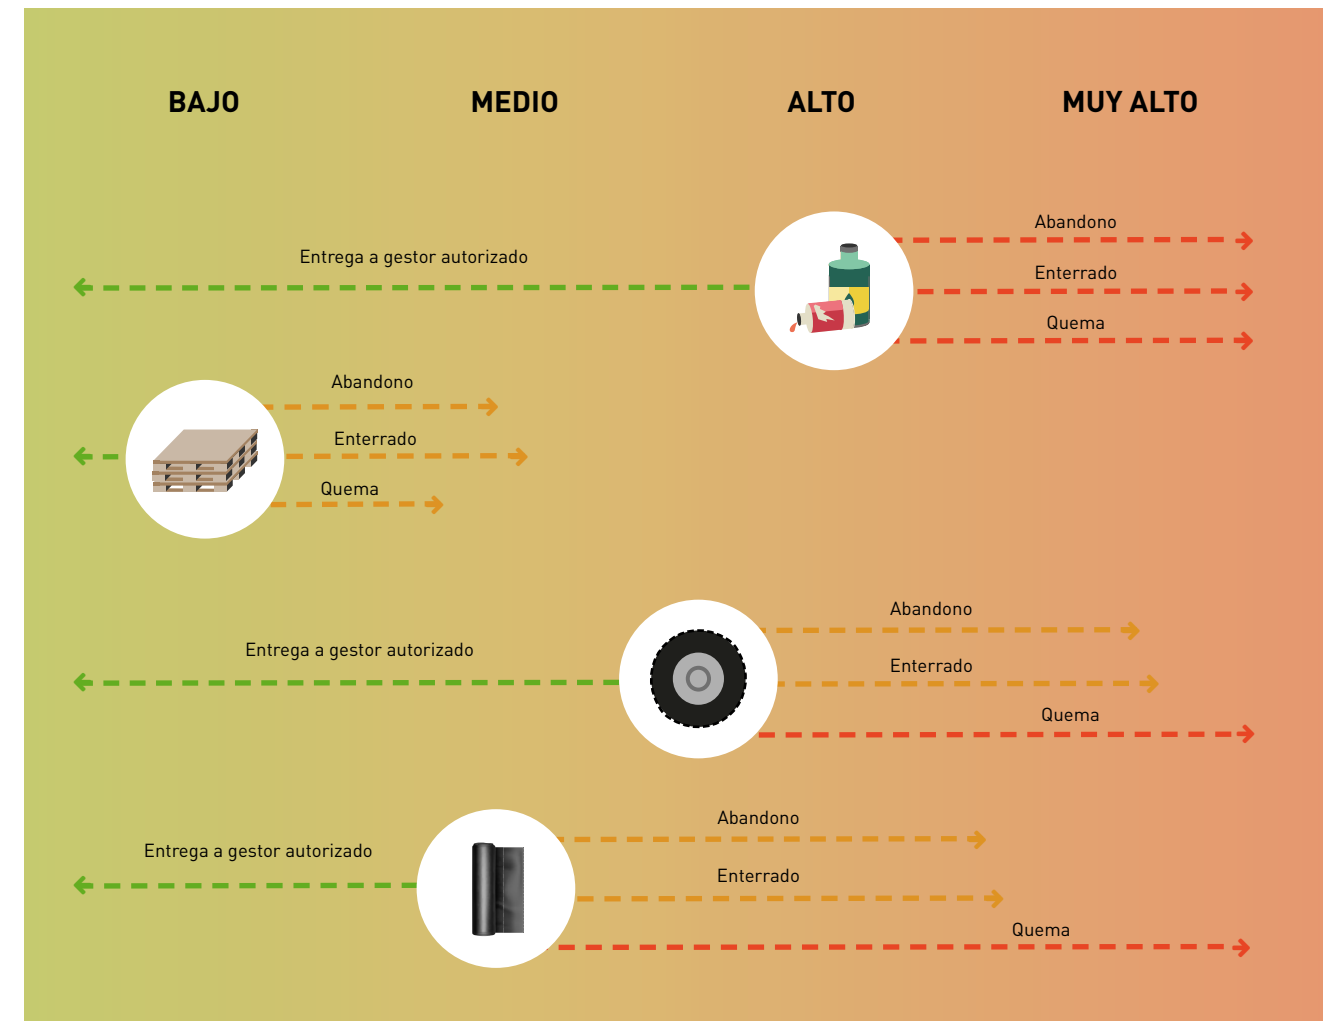 BAJO
MEDIO
ALTO
MUY ALTO
Abandono
Entrega a gestor autorizado
Enterrado
Quema
Abandono
Enterrado
Quema
Abandono
Entrega a gestor autorizado
Enterrado
Quema
Abandono
Entrega a gestor autorizado
Enterrado
Quema